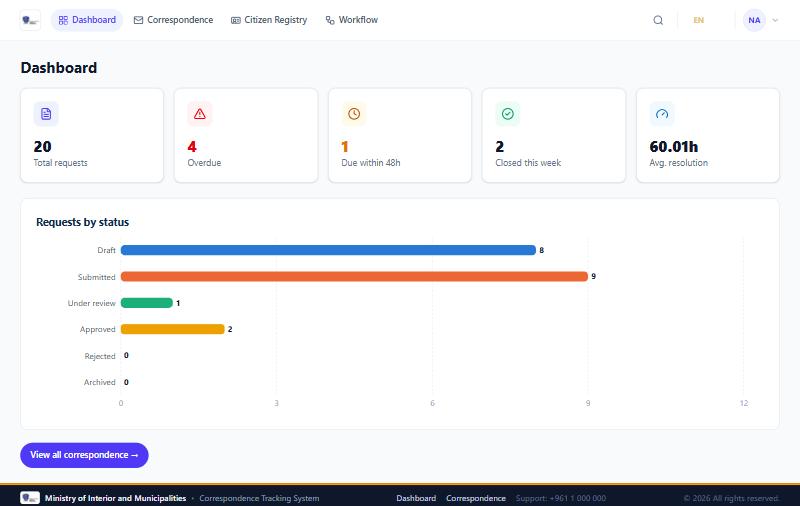 Dashboard Correspondence Citizen Registry Workflow EN NA
Dashboard
20
Total requests
4
Overdue
1
Due within 48h
2
Closed this week
60.01h
Avg. resolution
Requests by status
Draft 8
Submitted 9
Under review 1
Approved 2
Rejected 0
Archived 0
0 3 6 9 12
View all correspondence →
Ministry of Interior and Municipalities · Correspondence Tracking System Dashboard Correspondence Support: +961 1 000 000 © 2026 All rights reserved.